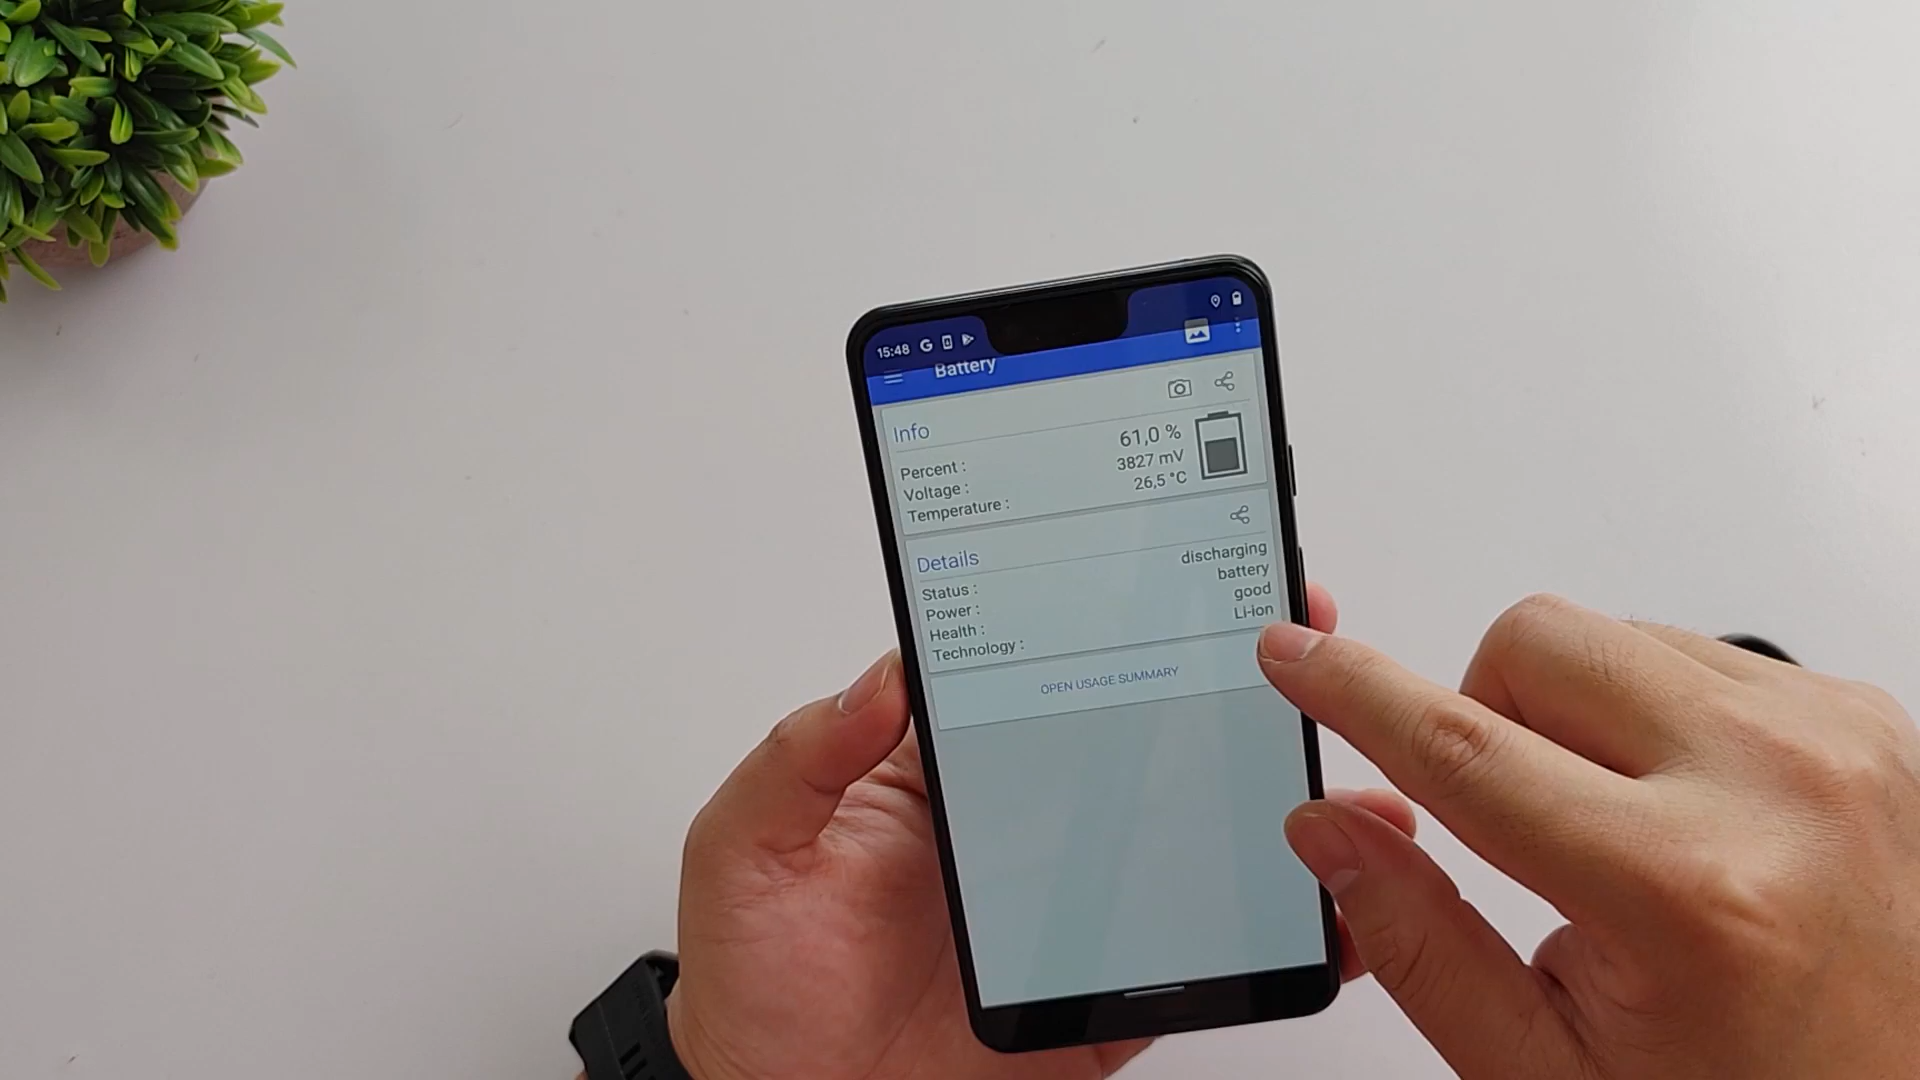 15:48
Battery
Info
Percent : 61,0 %
Voltage : 3827 mV
Temperature : 26,5 °C
Details
Status : discharging
Power : battery
Health : good
Technology : Li-ion
OPEN USAGE SUMMARY